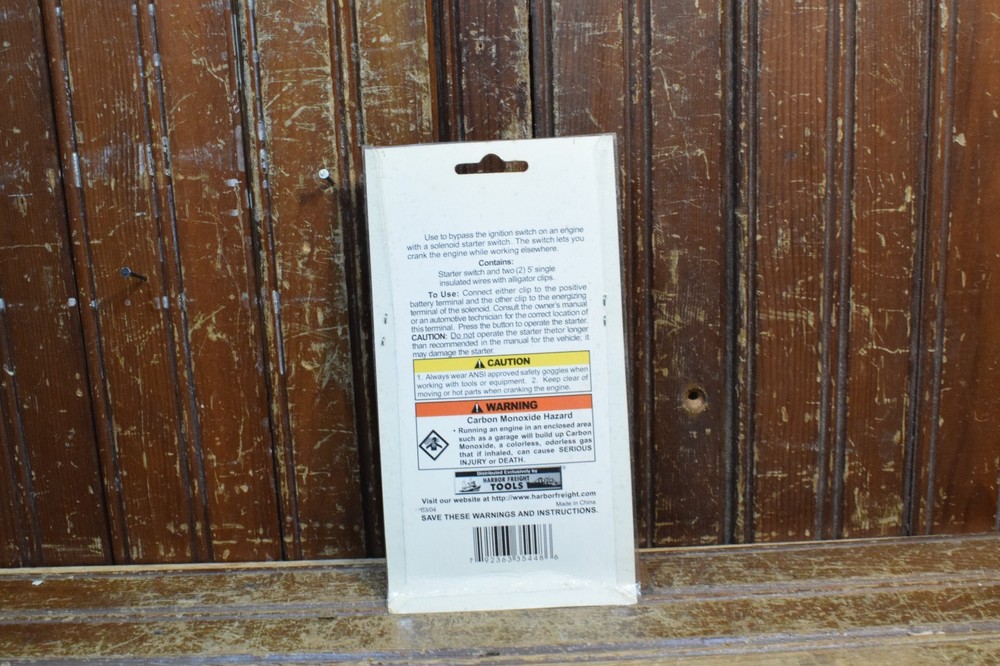 Use to bypass the ignition switch on an engine
with a solenoid starter switch. The switch lets you
crank the engine while working elsewhere.
Contains:
Starter switch and two (2) 5' single
insulated wires with alligator clips.
To Use: Connect either clip to the positive
battery terminal and the other clip to the energizing
terminal of the solenoid. Consult the owner's manual
or an automotive technician for the correct location of
this terminal. Press the button to operate the starter.
CAUTION: Do not operate the starter thetor longer
than recommended in the manual for the vehicle; it
may damage the starter.
CAUTION
1. Always wear ANSI approved safety goggles when
working with tools or equipment. 2. Keep clear of
moving or hot parts when cranking the engine.
WARNING
Carbon Monoxide Hazard
• Running an engine in an enclosed area
such as a garage will build up Carbon
Monoxide, a colorless, odorless gas
that if inhaled, can cause SERIOUS
INJURY or DEATH.
Distributed Exclusively by
HARBOR FREIGHT
TOOLS
Visit our website at http://www.harborfreight.com
Made in China
03/04
SAVE THESE WARNINGS AND INSTRUCTIONS.
7 92363 35446 6